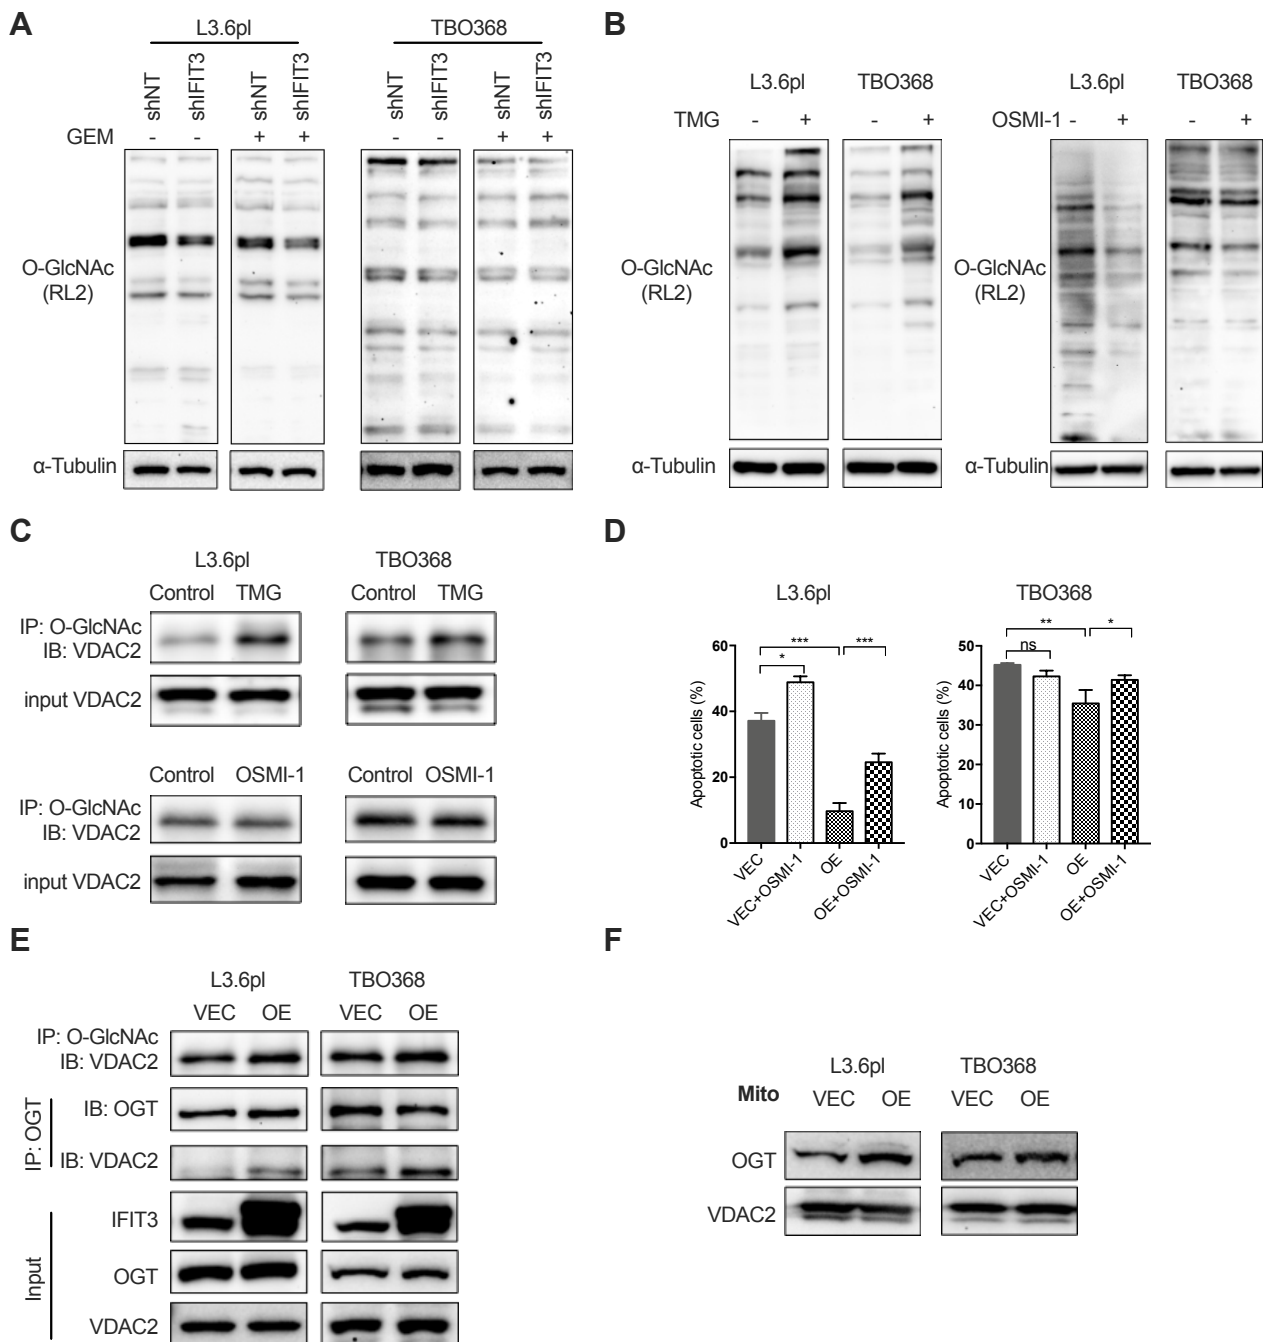 A
L3.6pl
TBO368
shNT shIFIT3 shNT shIFIT3 shNT shIFIT3 shNT shIFIT3
GEM - - + + - - + +
O-GlcNAc
(RL2)
α-Tubulin
B
L3.6pl TBO368 L3.6pl TBO368
TMG - + - + OSMI-1 - + - +
O-GlcNAc
(RL2)
O-GlcNAc
(RL2)
α-Tubulin α-Tubulin
C
L3.6pl TBO368
Control TMG Control TMG
IP: O-GlcNAc
IB: VDAC2
input VDAC2
Control OSMI-1 Control OSMI-1
IP: O-GlcNAc
IB: VDAC2
input VDAC2
D
L3.6pl
Apoptotic cells (%)
60
40
20
0
***
***
*
VEC
VEC+OSMI-1
OE
OE+OSMI-1
TBO368
Apoptotic cells (%)
50
40
30
20
10
0
**
*
ns
VEC
VEC+OSMI-1
OE
OE+OSMI-1
E
L3.6pl TBO368
VEC OE VEC OE
IP: O-GlcNAc
IB: VDAC2
IP: OGT
IB: OGT
IB: VDAC2
Input
IFIT3
OGT
VDAC2
F
L3.6pl TBO368
Mito VEC OE VEC OE
OGT
VDAC2